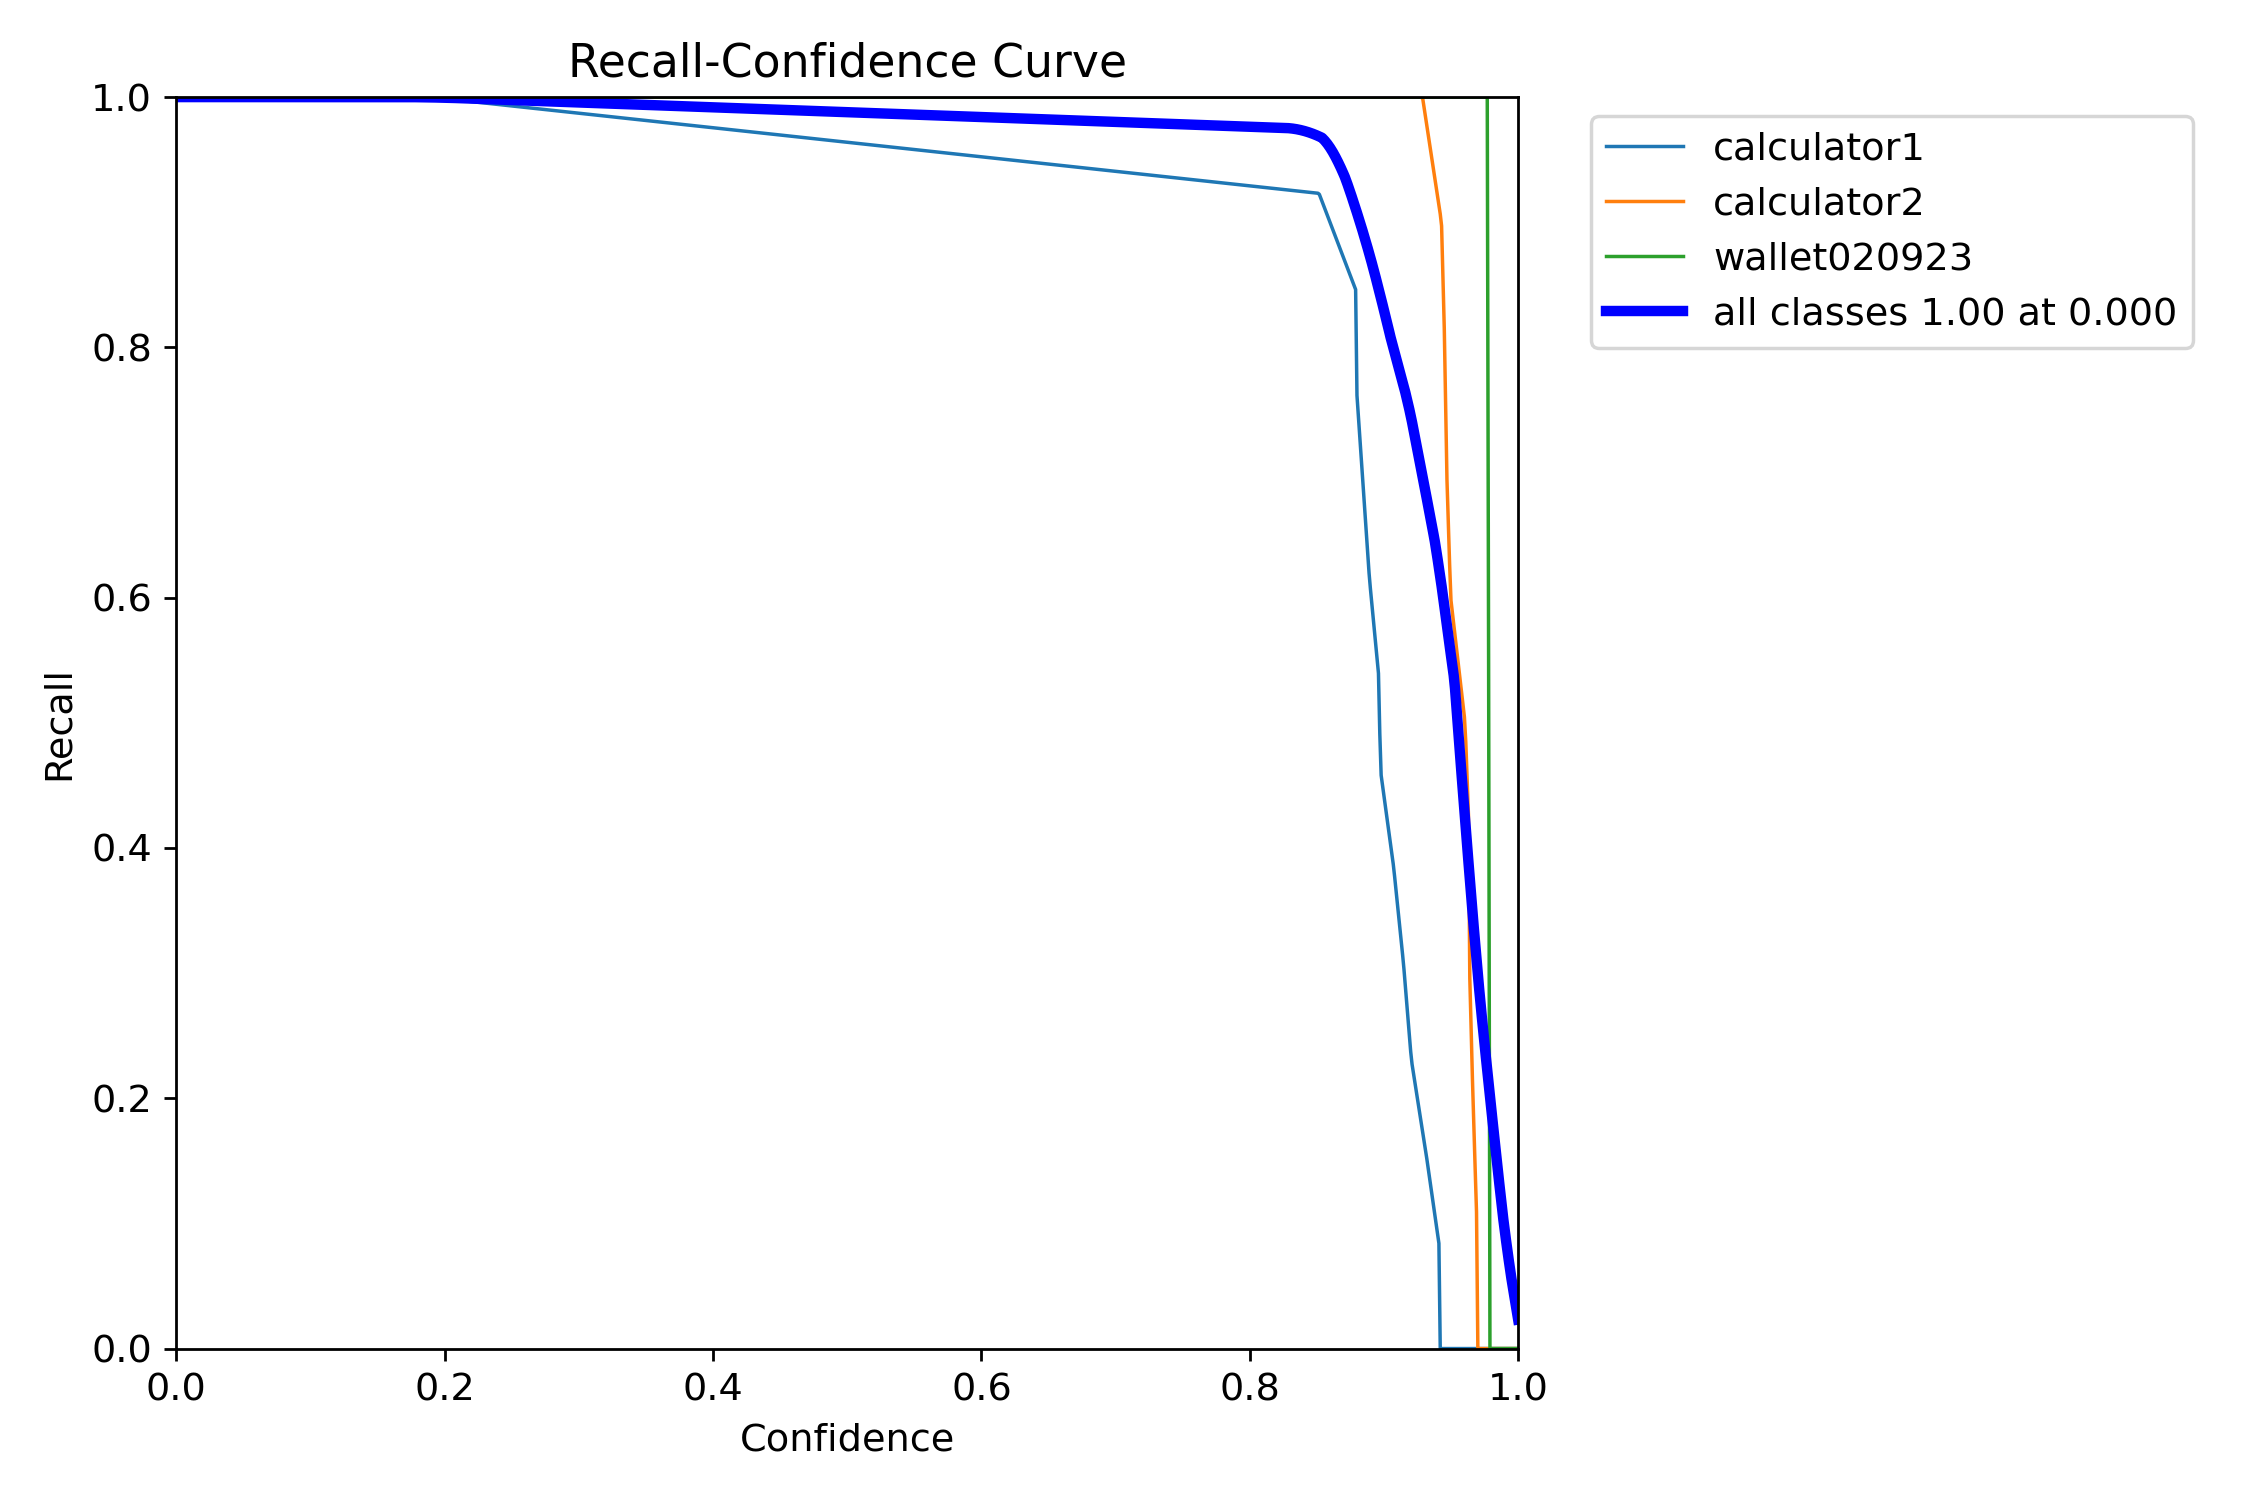 Recall-Confidence Curve
1.0
0.8
0.6
0.4
0.2
0.0
Recall
0.0 0.2 0.4 0.6 0.8 1.0
Confidence
calculator1
calculator2
wallet020923
all classes 1.00 at 0.000